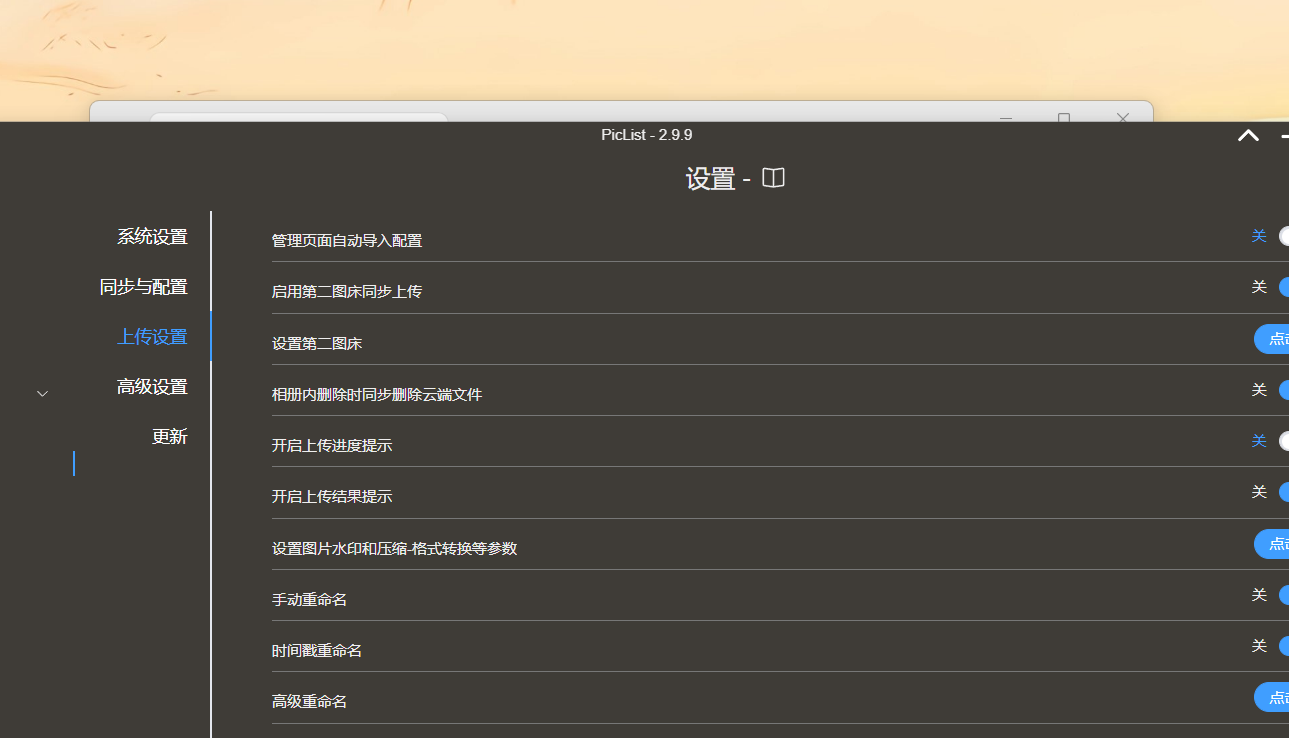 PicList - 2.9.9
设置 -
系统设置
同步与配置
上传设置
高级设置
更新
管理页面自动导入配置 关
启用第二图床同步上传 关
设置第二图床 点
相册内删除时同步删除云端文件 关
开启上传进度提示 关
开启上传结果提示 关
设置图片水印和压缩-格式转换等参数 点
手动重命名 关
时间戳重命名 关
高级重命名 点